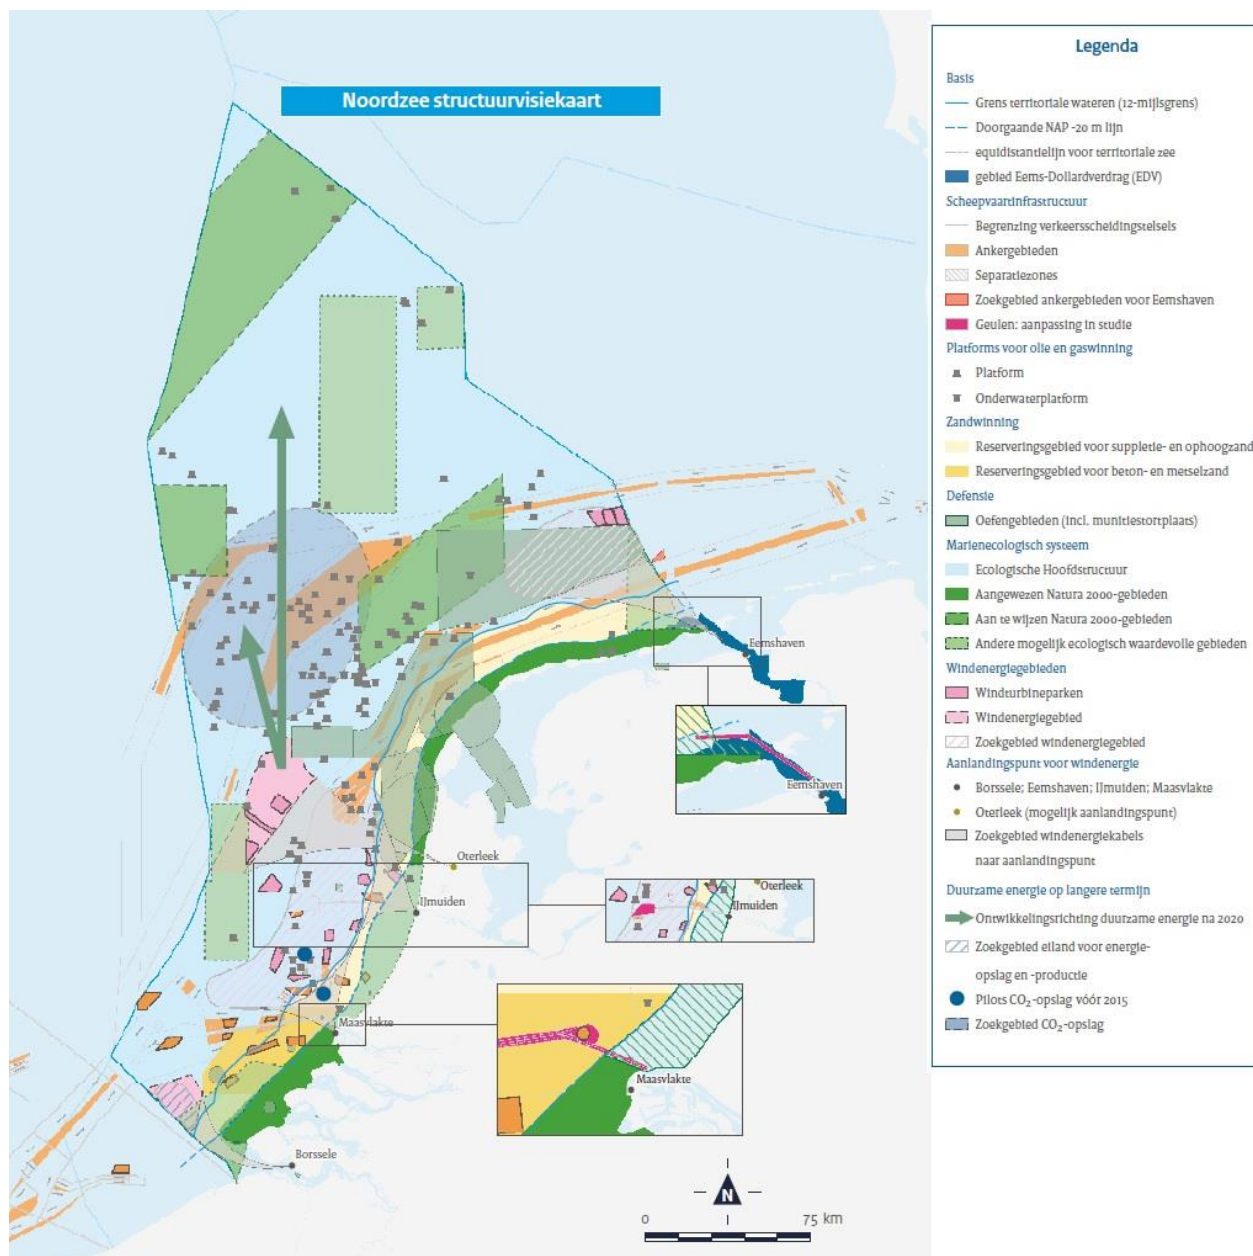 Noordzee structuurvisiekaart
Eemshaven
Eemshaven
Oterleek
IJmuiden
Oterleek
IJmuiden
Maasvlakte
Maasvlakte
Borssele
N
0 75 km
Legenda
Basis
Grens territoriale wateren (12-mijlsgrens)
Doorgaande NAP -20 m lijn
equidistantielijn voor territoriale zee
gebied Eems-Dollardverdrag (EDV)
Scheepvaartinfrastructuur
Begrenzing verkeersscheidingstelsels
Ankergebieden
Separatiezones
Zoekgebied ankergebieden voor Eemshaven
Geulen: aanpassing in studie
Platforms voor olie en gaswinning
Platform
Onderwaterplatform
Zandwinning
Reserveringsgebied voor suppletie- en ophoogzand
Reserveringsgebied voor beton- en metselzand
Defensie
Oefengebieden (incl. munitiestortplaats)
Marienecologisch systeem
Ecologische Hoofdstructuur
Aangewezen Natura 2000-gebieden
Aan te wijzen Natura 2000-gebieden
Andere mogelijk ecologisch waardevolle gebieden
Windenergiegebieden
Windturbineparken
Windenergiegebied
Zoekgebied windenergiegebied
Aanlandingspunt voor windenergie
Borssele; Eemshaven; IJmuiden; Maasvlakte
Oterleek (mogelijk aanlandingspunt)
Zoekgebied windenergiekabels
naar aanlandingspunt
Duurzame energie op langere termijn
Ontwikkelingsrichting duurzame energie na 2020
Zoekgebied eiland voor energie-
opslag en -productie
Pilots CO₂-opslag vóór 2015
Zoekgebied CO₂-opslag